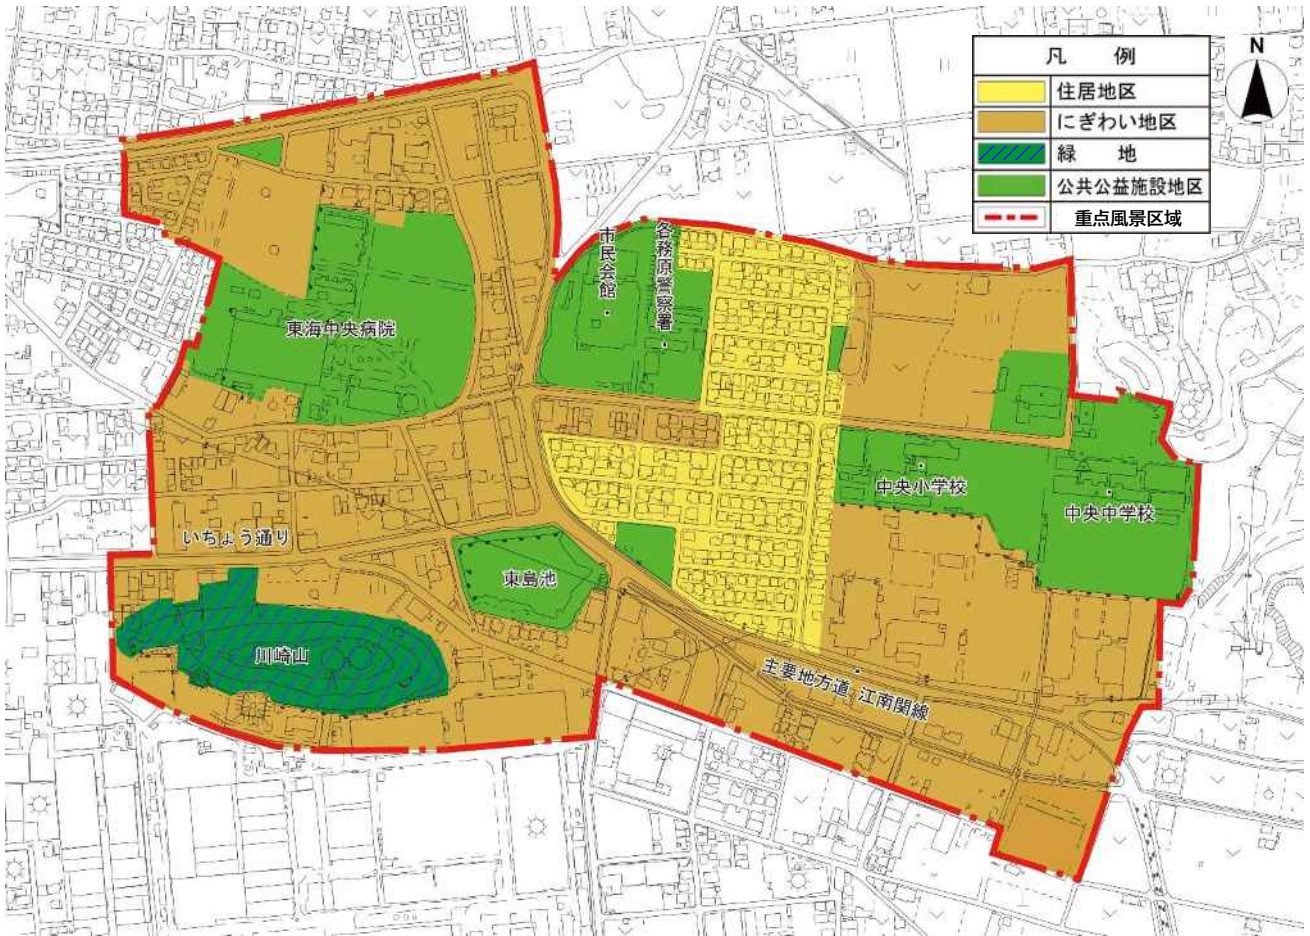 凡 例
住居地区
にぎわい地区
緑 地
公共公益施設地区
重点風景区域
N
市民会館
各務原警察署
東海中央病院
中央小学校
中央中学校
いちょう通り
東島池
川崎山
主要地方道 江南関線